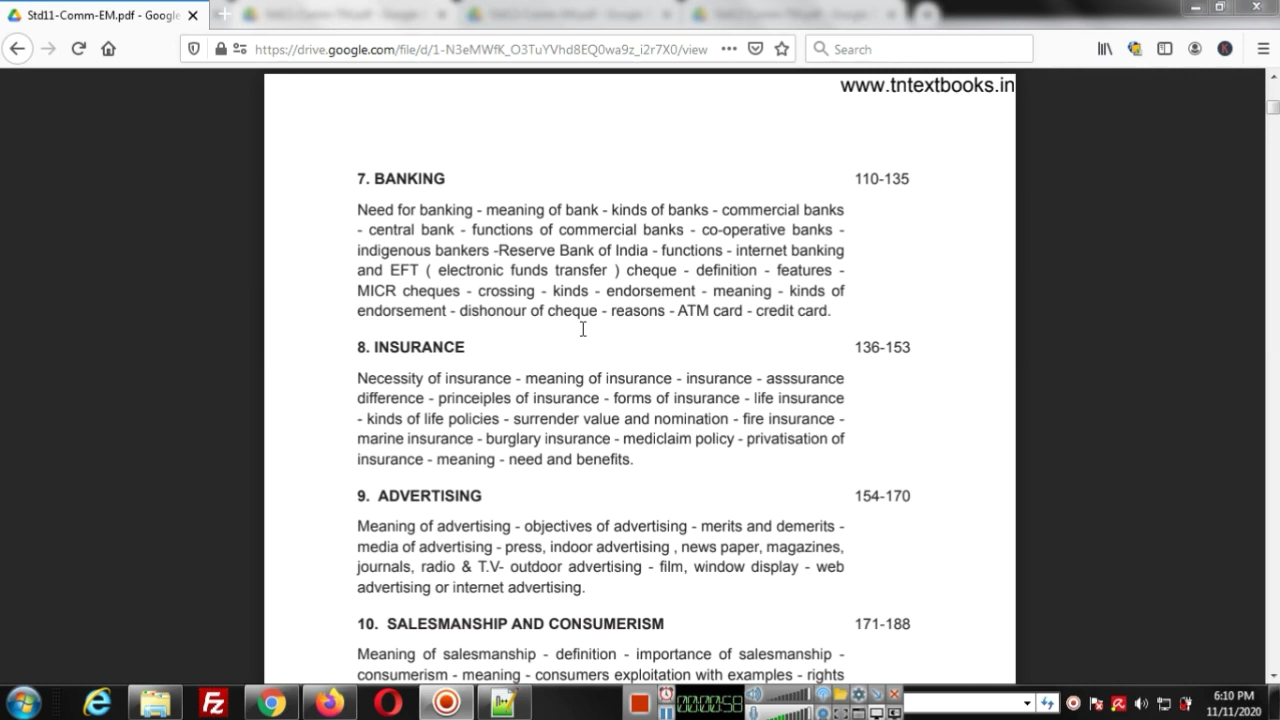 Std11-Comm-EM.pdf - Google
https://drive.google.com/file/d/1-N3eMWfK_O3TuYVhd8EQ0wa9z_i2r7X0/view
Search
www.tntextbooks.in
7. BANKING 110-135
Need for banking - meaning of bank - kinds of banks - commercial banks
- central bank - functions of commercial banks - co-operative banks -
indigenous bankers -Reserve Bank of India - functions - internet banking
and EFT ( electronic funds transfer ) cheque - definition - features -
MICR cheques - crossing - kinds - endorsement - meaning - kinds of
endorsement - dishonour of cheque - reasons - ATM card - credit card.
8. INSURANCE 136-153
Necessity of insurance - meaning of insurance - insurance - asssurance
difference - princeiples of insurance - forms of insurance - life insurance
- kinds of life policies - surrender value and nomination - fire insurance -
marine insurance - burglary insurance - mediclaim policy - privatisation of
insurance - meaning - need and benefits.
9. ADVERTISING 154-170
Meaning of advertising - objectives of advertising - merits and demerits -
media of advertising - press, indoor advertising , news paper, magazines,
journals, radio & T.V- outdoor advertising - film, window display - web
advertising or internet advertising.
10. SALESMANSHIP AND CONSUMERISM 171-188
Meaning of salesmanship - definition - importance of salesmanship -
consumerism - meaning - consumers exploitation with examples - rights
00:00:58
6:10 PM
11/11/2020